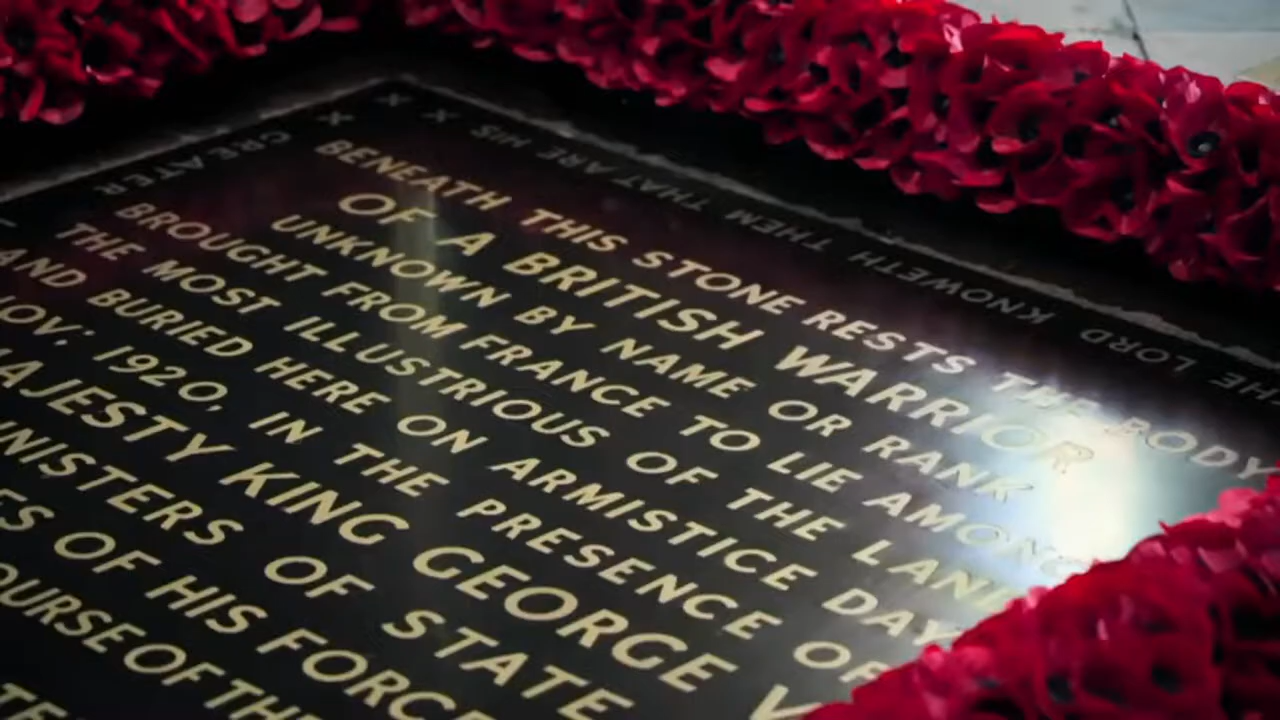 THE LORD KNOWETH THEM THAT ARE HIS
GREATER
BENEATH THIS STONE RESTS THE BODY
OF A BRITISH WARRIOR
UNKNOWN BY NAME OR RANK
BROUGHT FROM FRANCE TO LIE AMONG
THE MOST ILLUSTRIOUS OF THE LAND
AND BURIED HERE ON ARMISTICE DAY
NOV: 1920, IN THE PRESENCE OF
MAJESTY KING GEORGE V
MINISTERS OF STATE
OF HIS FORCE
OF THE